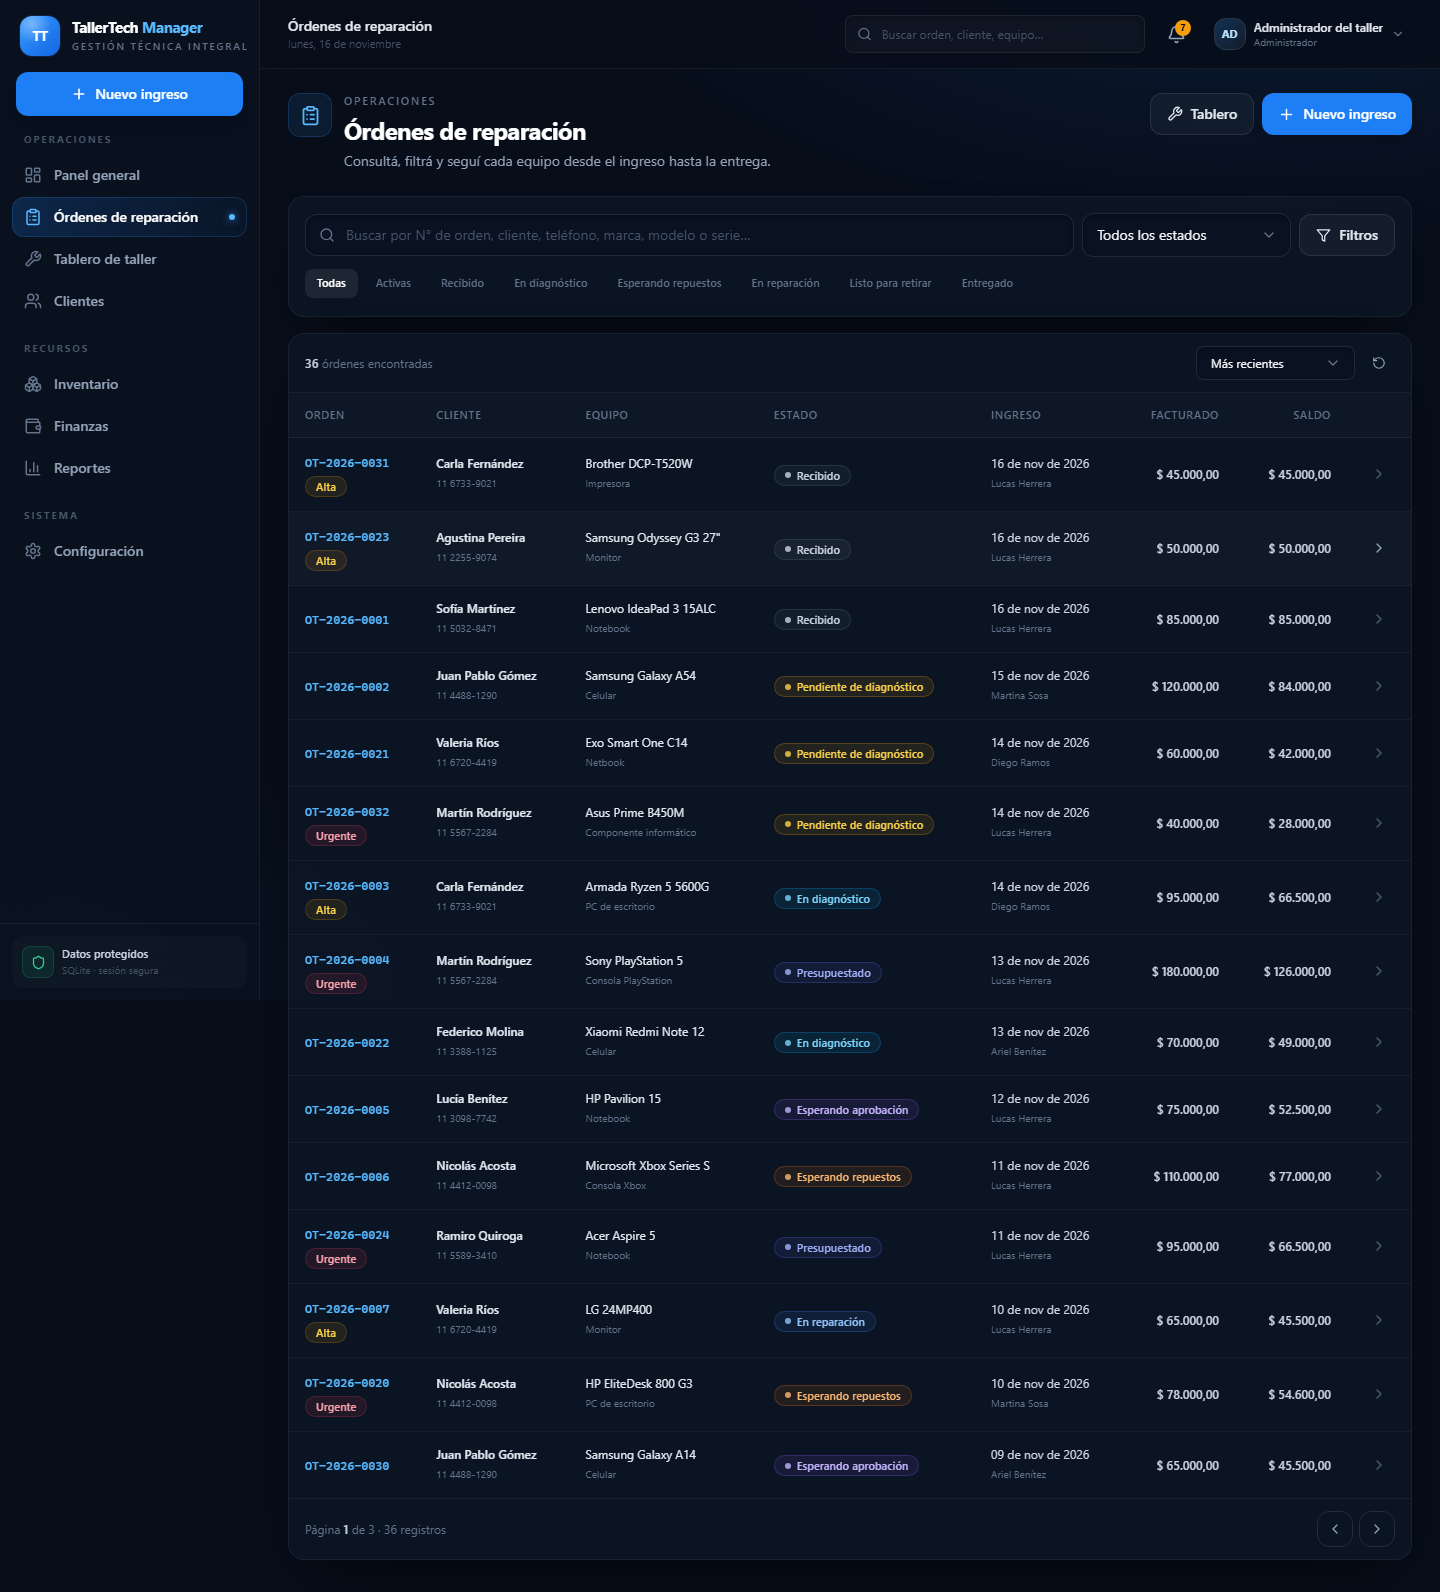 TT
TallerTech Manager
GESTIÓN TÉCNICA INTEGRAL
Nuevo ingreso
OPERACIONES
Panel general
Órdenes de reparación
Tablero de taller
Clientes
RECURSOS
Inventario
Finanzas
Reportes
SISTEMA
Configuración
Datos protegidos
SQLite · sesión segura
Órdenes de reparación
lunes, 16 de noviembre
Buscar orden, cliente, equipo...
7
AD
Administrador del taller
Administrador
OPERACIONES
Órdenes de reparación
Consultá, filtrá y seguí cada equipo desde el ingreso hasta la entrega.
Tablero
Nuevo ingreso
Buscar por N° de orden, cliente, teléfono, marca, modelo o serie...
Todos los estados
Filtros
Todas Activas Recibido En diagnóstico Esperando repuestos En reparación Listo para retirar Entregado
36 órdenes encontradas
Más recientes
ORDEN CLIENTE EQUIPO ESTADO INGRESO FACTURADO SALDO
OT-2026-0031 Carla Fernández Brother DCP-T520W Recibido 16 de nov de 2026 $ 45.000,00 $ 45.000,00
Alta 11 6733-9021 Impresora Lucas Herrera
OT-2026-0023 Agustina Pereira Samsung Odyssey G3 27" Recibido 16 de nov de 2026 $ 50.000,00 $ 50.000,00
Alta 11 2255-9074 Monitor Lucas Herrera
OT-2026-0001 Sofía Martínez Lenovo IdeaPad 3 15ALC Recibido 16 de nov de 2026 $ 85.000,00 $ 85.000,00
11 5032-8471 Notebook Lucas Herrera
OT-2026-0002 Juan Pablo Gómez Samsung Galaxy A54 Pendiente de diagnóstico 15 de nov de 2026 $ 120.000,00 $ 84.000,00
11 4488-1290 Celular Martina Sosa
OT-2026-0021 Valeria Ríos Exo Smart One C14 Pendiente de diagnóstico 14 de nov de 2026 $ 60.000,00 $ 42.000,00
11 6720-4419 Netbook Diego Ramos
OT-2026-0032 Martín Rodríguez Asus Prime B450M Pendiente de diagnóstico 14 de nov de 2026 $ 40.000,00 $ 28.000,00
Urgente 11 5567-2284 Componente informático Lucas Herrera
OT-2026-0003 Carla Fernández Armada Ryzen 5 5600G En diagnóstico 14 de nov de 2026 $ 95.000,00 $ 66.500,00
Alta 11 6733-9021 PC de escritorio Diego Ramos
OT-2026-0004 Martín Rodríguez Sony PlayStation 5 Presupuestado 13 de nov de 2026 $ 180.000,00 $ 126.000,00
Urgente 11 5567-2284 Consola PlayStation Lucas Herrera
OT-2026-0022 Federico Molina Xiaomi Redmi Note 12 En diagnóstico 13 de nov de 2026 $ 70.000,00 $ 49.000,00
11 3388-1125 Celular Ariel Benítez
OT-2026-0005 Lucía Benítez HP Pavilion 15 Esperando aprobación 12 de nov de 2026 $ 75.000,00 $ 52.500,00
11 3098-7742 Notebook Lucas Herrera
OT-2026-0006 Nicolás Acosta Microsoft Xbox Series S Esperando repuestos 11 de nov de 2026 $ 110.000,00 $ 77.000,00
11 4412-0098 Consola Xbox Lucas Herrera
OT-2026-0024 Ramiro Quiroga Acer Aspire 5 Presupuestado 11 de nov de 2026 $ 95.000,00 $ 66.500,00
Urgente 11 5589-3410 Notebook Lucas Herrera
OT-2026-0007 Valeria Ríos LG 24MP400 En reparación 10 de nov de 2026 $ 65.000,00 $ 45.500,00
Alta 11 6720-4419 Monitor Lucas Herrera
OT-2026-0020 Nicolás Acosta HP EliteDesk 800 G3 Esperando repuestos 10 de nov de 2026 $ 78.000,00 $ 54.600,00
Urgente 11 4412-0098 PC de escritorio Martina Sosa
OT-2026-0030 Juan Pablo Gómez Samsung Galaxy A14 Esperando aprobación 09 de nov de 2026 $ 65.000,00 $ 45.500,00
11 4488-1290 Celular Ariel Benítez
Página 1 de 3 · 36 registros